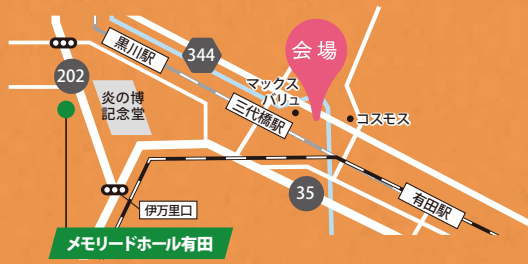 会場
黒川駅
344
マックス
バリュ
202
炎の博
記念堂
三代橋駅
コスモス
35
伊万里口
有田駅
メモリードホール有田